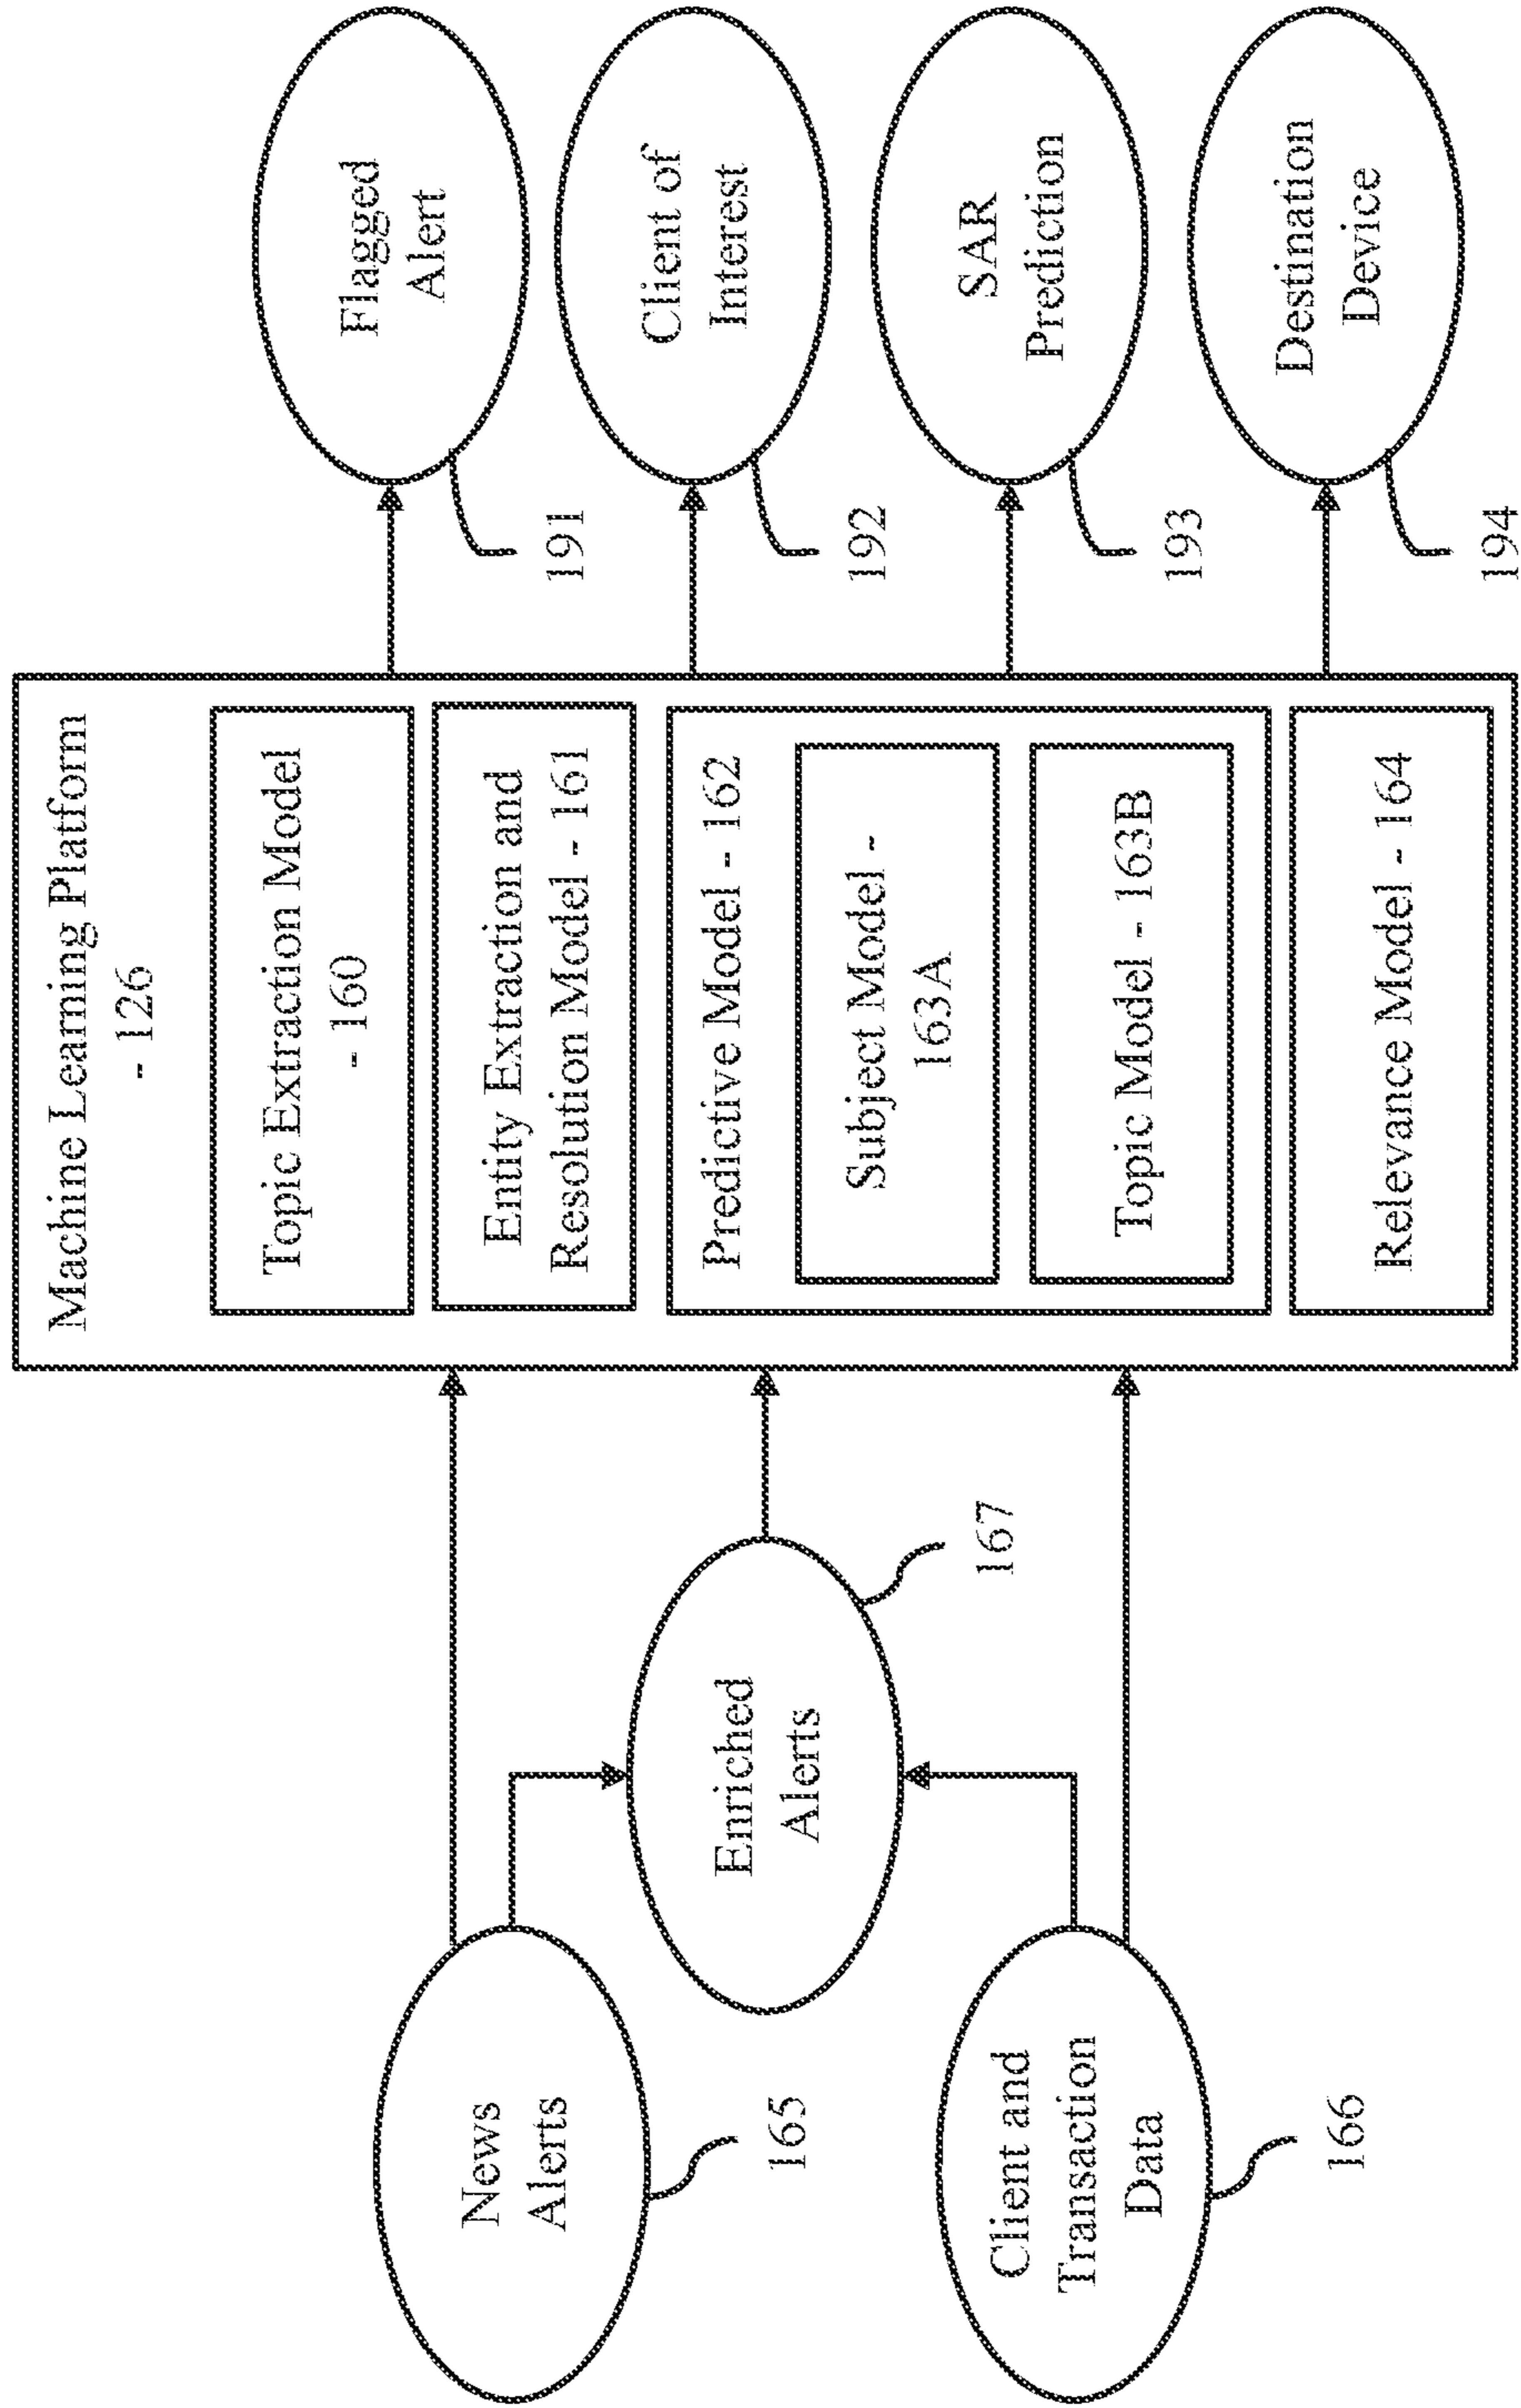 News
Alerts
165
Client and
Transaction
Data
166
Enriched
Alerts
167
Machine Learning Platform
- 126
Topic Extraction Model
- 160
Entity Extraction and
Resolution Model - 161
Predictive Model - 162
Subject Model -
163A
Topic Model - 163B
Relevance Model - 164
Flagged
Alert
191
Client of
Interest
192
SAR
Prediction
193
Destination
Device
194